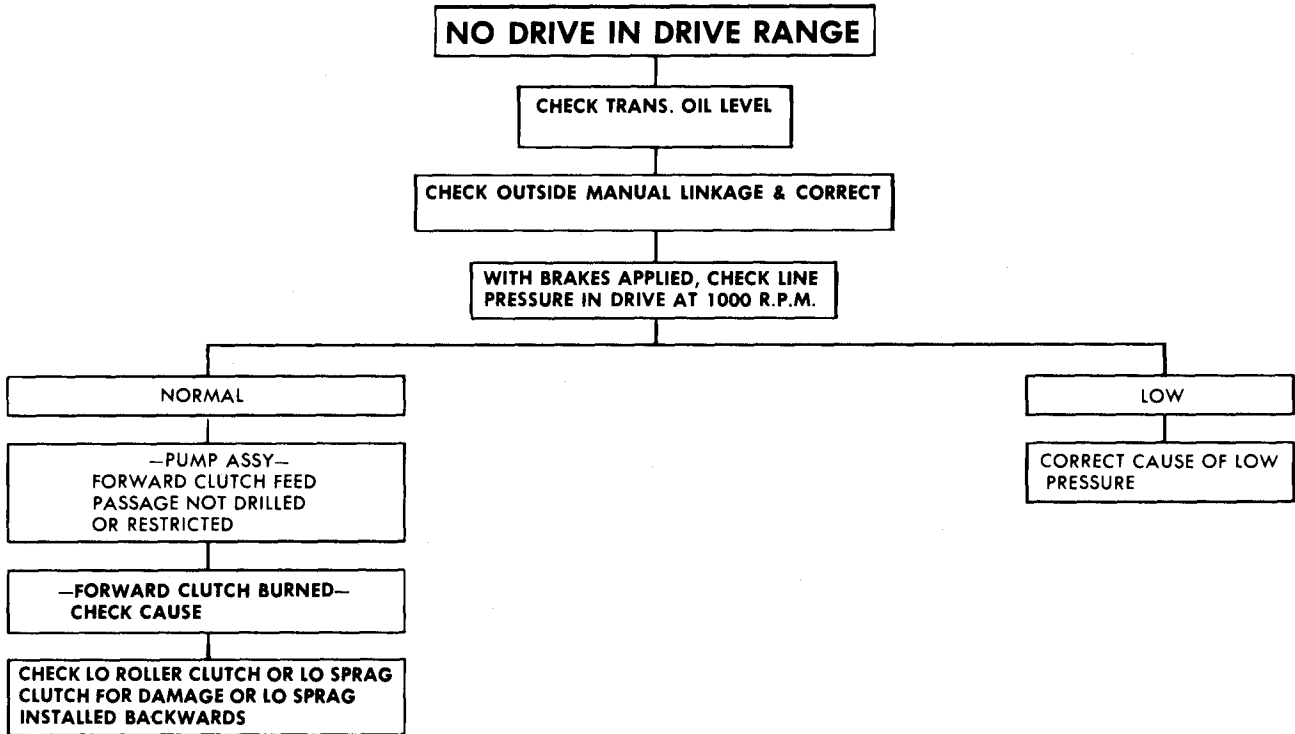 NO DRIVE IN DRIVE RANGE
CHECK TRANS. OIL LEVEL
CHECK OUTSIDE MANUAL LINKAGE & CORRECT
WITH BRAKES APPLIED, CHECK LINE
PRESSURE IN DRIVE AT 1000 R.P.M.
NORMAL
—PUMP ASSY—
FORWARD CLUTCH FEED
PASSAGE NOT DRILLED
OR RESTRICTED
—FORWARD CLUTCH BURNED—
CHECK CAUSE
CHECK LO ROLLER CLUTCH OR LO SPRAG
CLUTCH FOR DAMAGE OR LO SPRAG
INSTALLED BACKWARDS
LOW
CORRECT CAUSE OF LOW
PRESSURE